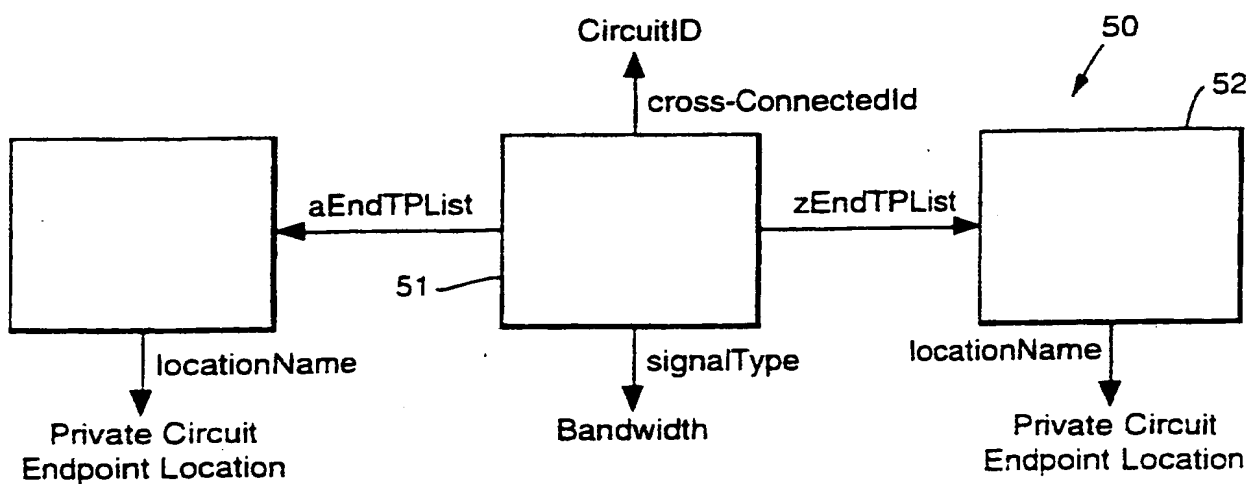 CircuitID
50
cross-ConnectedId
52
aEndTPList
zEndTPList
51
locationName
signalType
locationName
Private Circuit
Endpoint Location
Bandwidth
Private Circuit
Endpoint Location